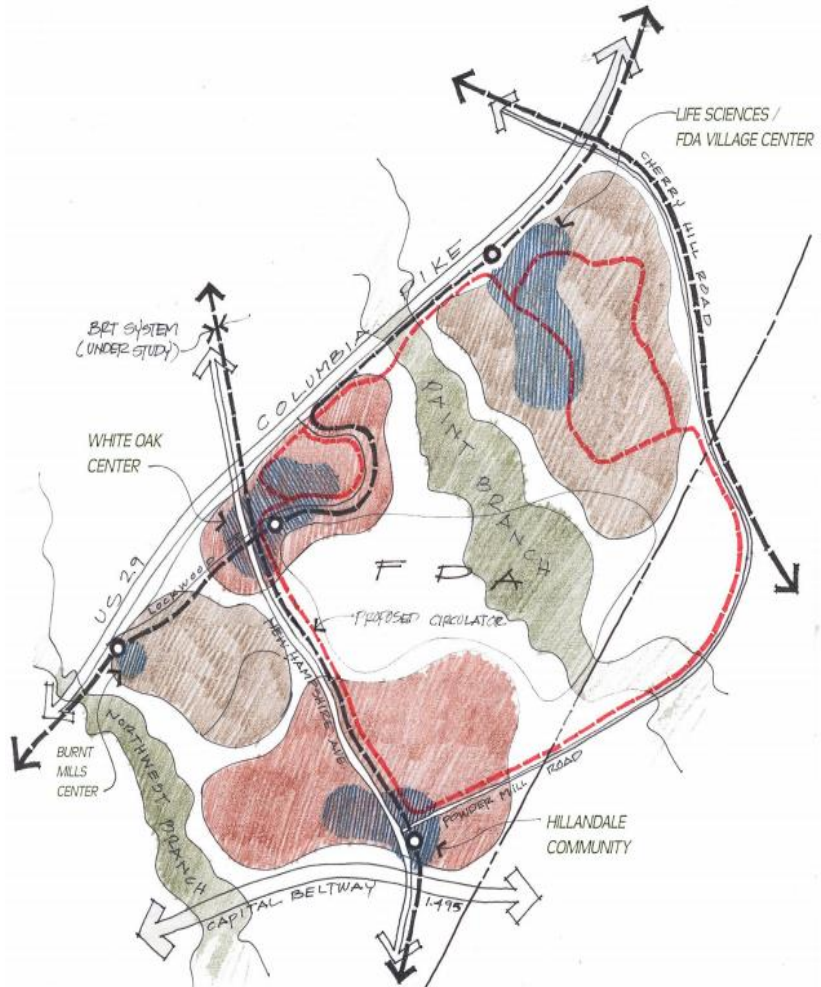 LIFE SCIENCES /
FDA VILLAGE CENTER
CHERRY HILL ROAD
BRT SYSTEM
(UNDER STUDY)
COLUMBIA PIKE
WHITE OAK
CENTER
PAINT BRANCH
US 29
LOCKWOOD
FDA
PROPOSED CIRCULATOR
NEW HAMPSHIRE AVE
BURNT
MILLS
CENTER
NORTHWEST BRANCH
POWDER MILL ROAD
HILLANDALE
COMMUNITY
CAPITAL BELTWAY
I-495